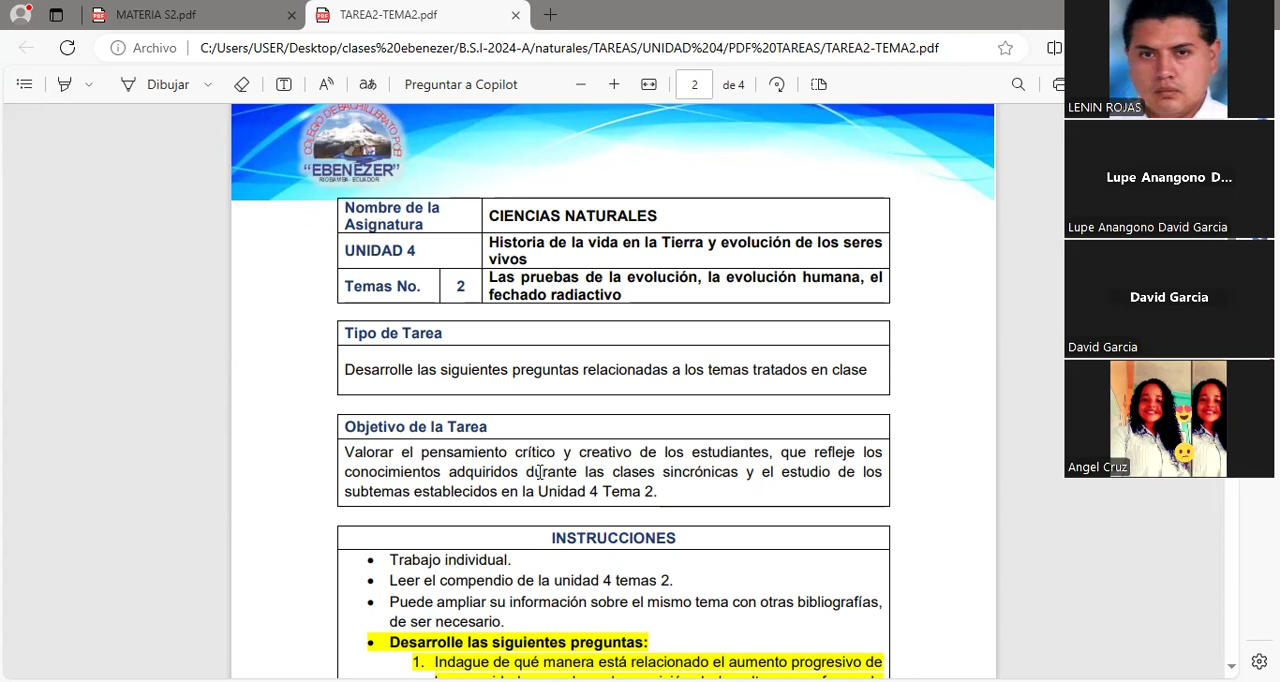 MATERIA S2.pdf
TAREA2-TEMA2.pdf
Archivo
C:/Users/USER/Desktop/clases%20ebenezer/B.S.I-2024-A/naturales/TAREAS/UNIDAD%204/PDF%20TAREAS/TAREA2-TEMA2.pdf
Dibujar
Preguntar a Copilot
2 de 4
COLEGIO DE BACHILLERATO PCEI
"EBENEZER"
RIOBAMBA - ECUADOR
Nombre de la Asignatura
CIENCIAS NATURALES
UNIDAD 4
Historia de la vida en la Tierra y evolución de los seres
vivos
Temas No.
2
Las pruebas de la evolución, la evolución humana, el
fechado radiactivo
Tipo de Tarea
Desarrolle las siguientes preguntas relacionadas a los temas tratados en clase
Objetivo de la Tarea
Valorar el pensamiento crítico y creativo de los estudiantes, que refleje los
conocimientos adquiridos durante las clases sincrónicas y el estudio de los
subtemas establecidos en la Unidad 4 Tema 2.
INSTRUCCIONES
• Trabajo individual.
• Leer el compendio de la unidad 4 temas 2.
• Puede ampliar su información sobre el mismo tema con otras bibliografías,
de ser necesario.
• Desarrolle las siguientes preguntas:
1. Indague de qué manera está relacionado el aumento progresivo de
LENIN ROJAS
Lupe Anangono D...
Lupe Anangono David Garcia
David Garcia
David Garcia
Angel Cruz